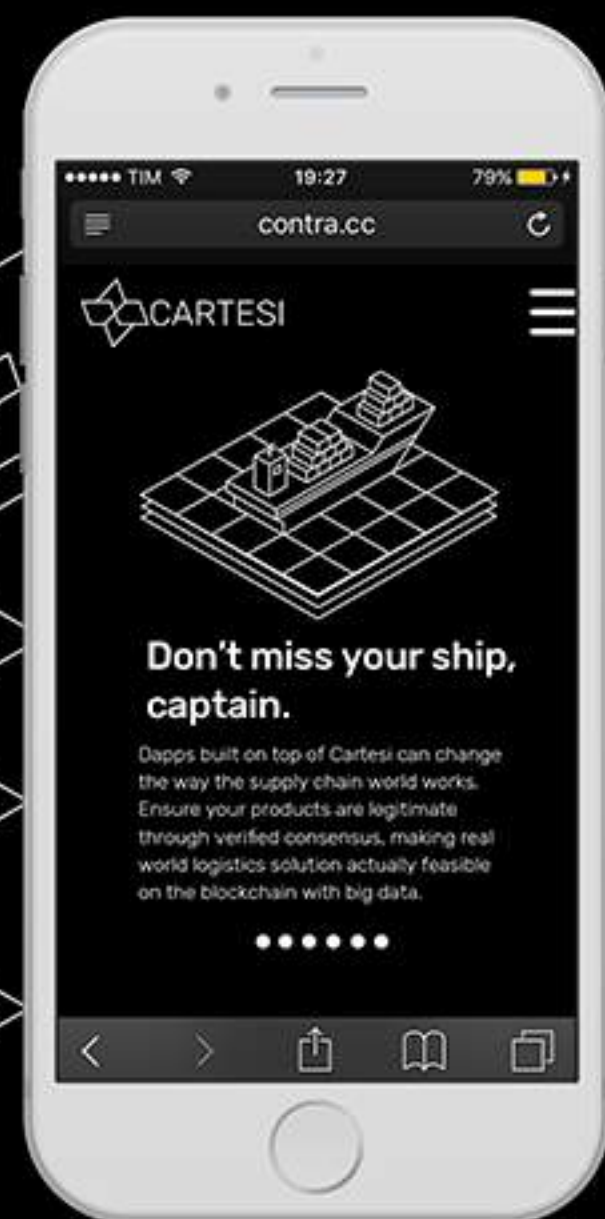 TIM 19:27 79%
contra.cc
CARTESI
Don't miss your ship,
captain.
Dapps built on top of Cartesi can change
the way the supply chain world works.
Ensure your products are legitimate
through verified consensus, making real
world logistics solution actually feasible
on the blockchain with big data.